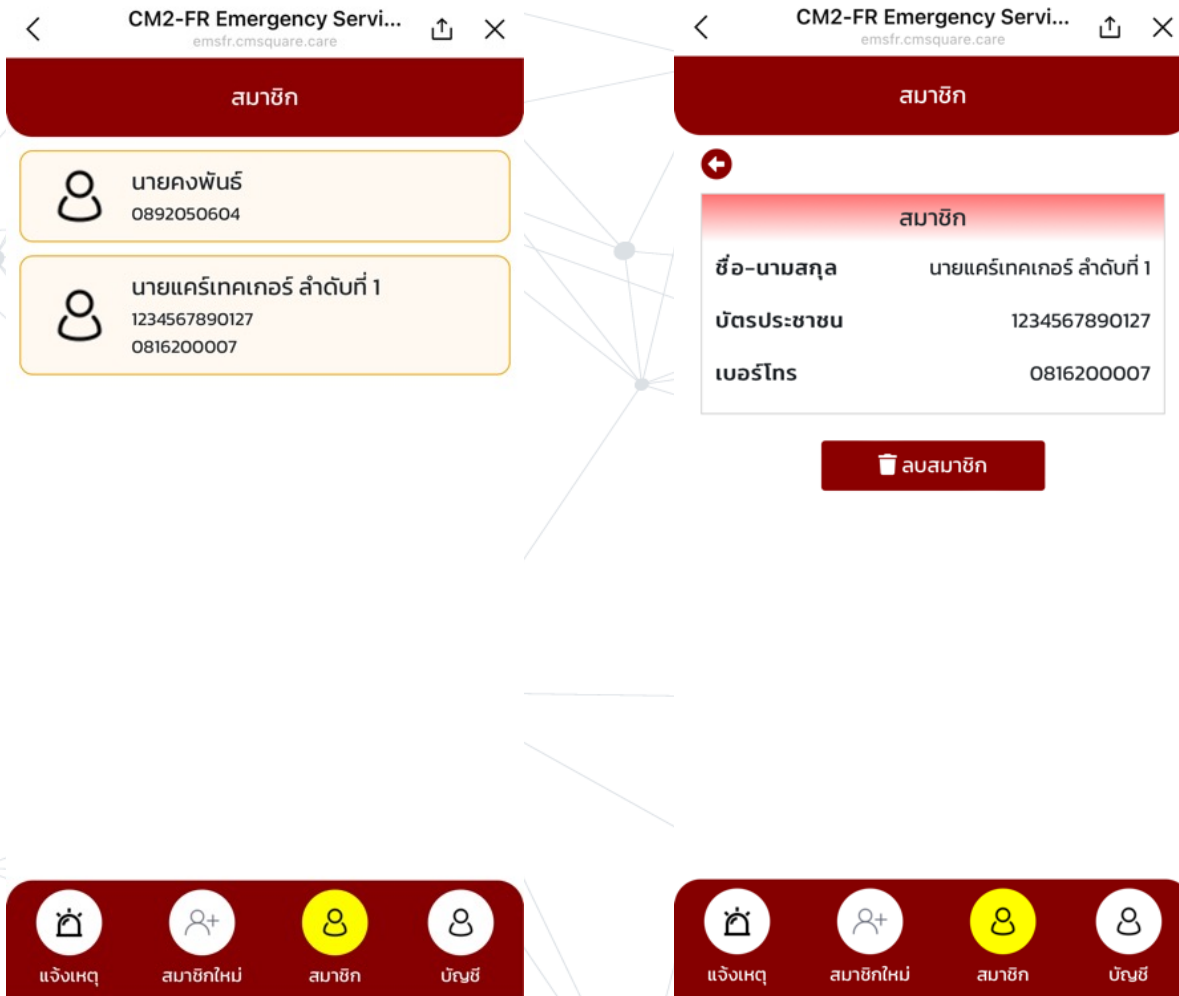 CM2-FR Emergency Servi...
emsfr.cmsquare.care
สมาชิก
นายคงพันธ์
0892050604
นายแคร์เทคเกอร์ ลำดับที่ 1
1234567890127
0816200007
แจ้งเหตุ
สมาชิกใหม่
สมาชิก
บัญชี
CM2-FR Emergency Servi...
emsfr.cmsquare.care
สมาชิก
สมาชิก
ชื่อ-นามสกุล นายแคร์เทคเกอร์ ลำดับที่ 1
บัตรประชาชน 1234567890127
เบอร์โทร 0816200007
ลบสมาชิก
แจ้งเหตุ
สมาชิกใหม่
สมาชิก
บัญชี